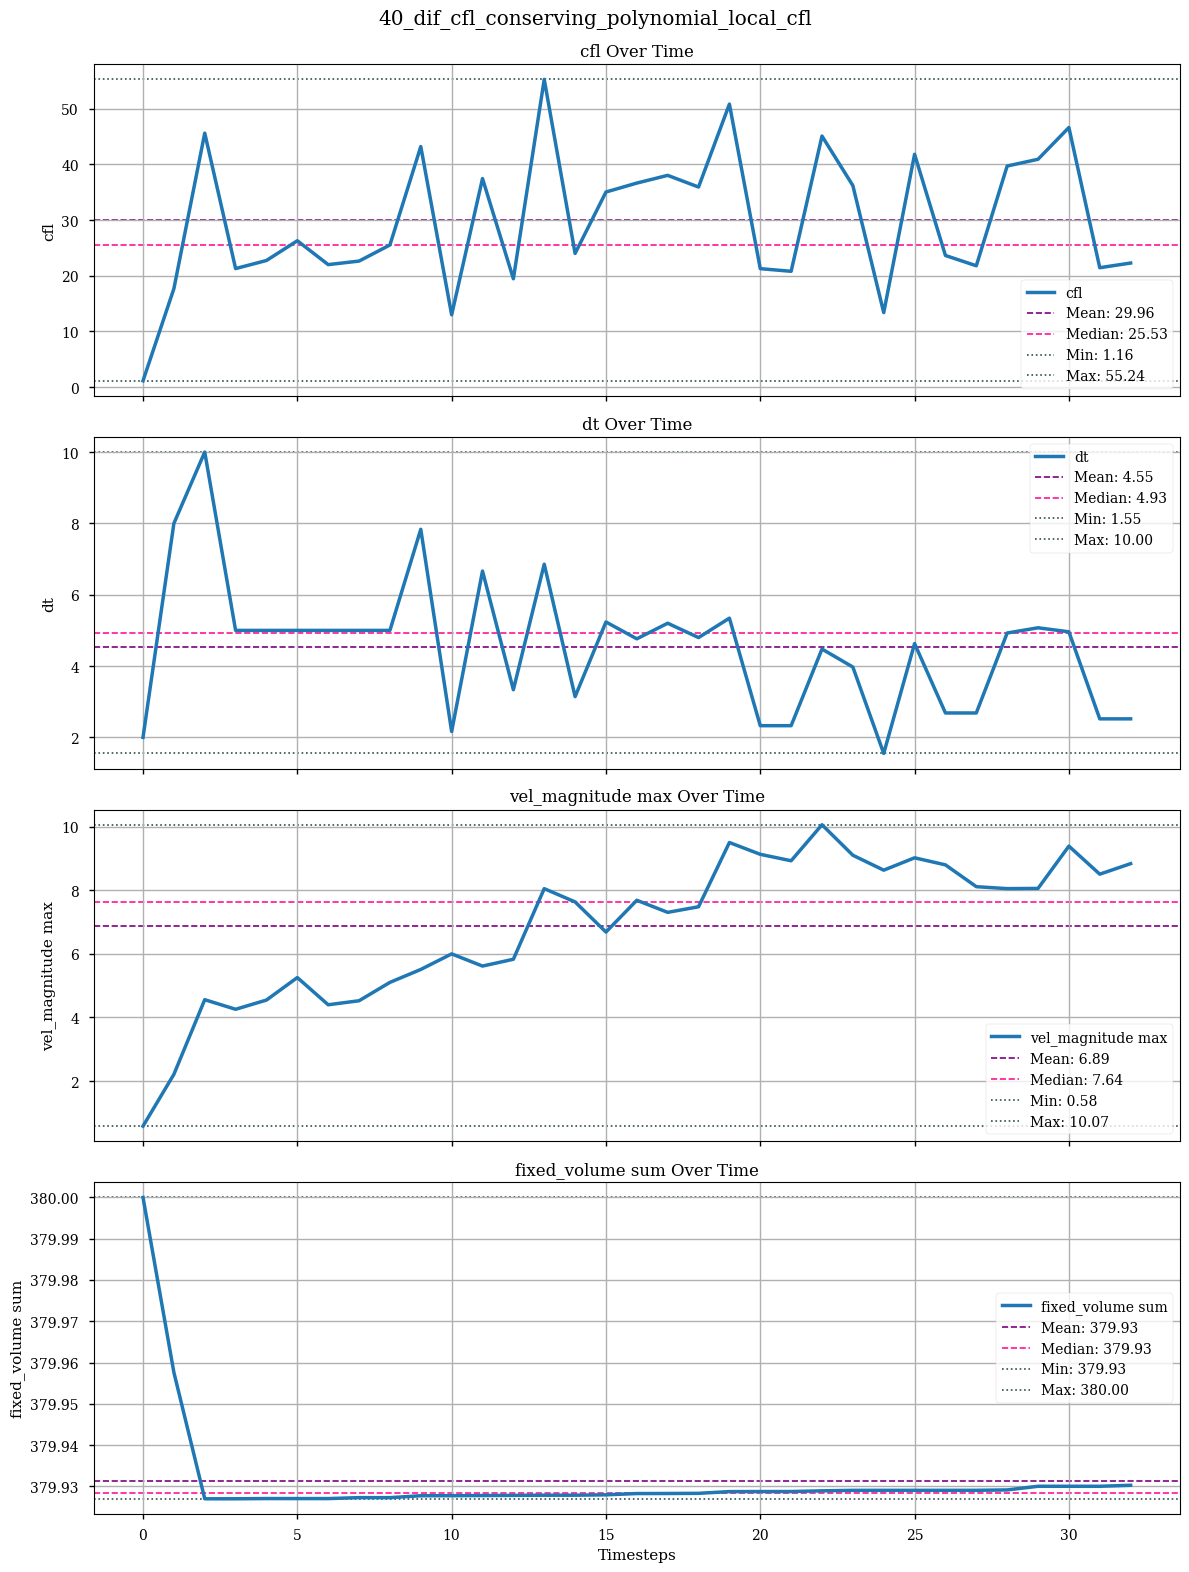 40_dif_cfl_conserving_polynomial_local_cfl
cfl Over Time
50
40
30
20
10
0
cfl
cfl
Mean: 29.96
Median: 25.53
Min: 1.16
Max: 55.24
dt Over Time
10
8
6
4
2
dt
dt
Mean: 4.55
Median: 4.93
Min: 1.55
Max: 10.00
vel_magnitude max Over Time
10
8
6
4
2
vel_magnitude max
vel_magnitude max
Mean: 6.89
Median: 7.64
Min: 0.58
Max: 10.07
fixed_volume sum Over Time
380.00
379.99
379.98
379.97
379.96
379.95
379.94
379.93
fixed_volume sum
fixed_volume sum
Mean: 379.93
Median: 379.93
Min: 379.93
Max: 380.00
0 5 10 15 20 25 30
Timesteps